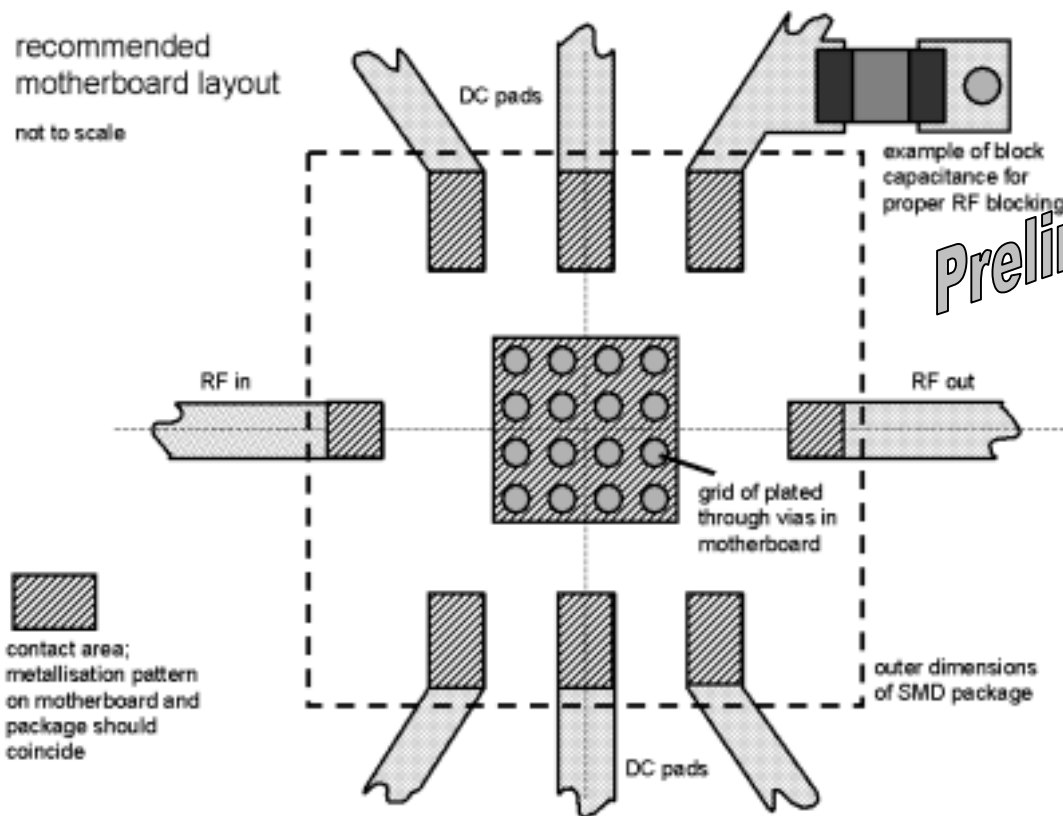 recommended
motherboard layout
not to scale
DC pads
example of block
capacitance for
proper RF blocking
RF in
RF out
grid of plated
through vias in
motherboard
contact area;
metallisation pattern
on motherboard and
package should
coincide
outer dimensions
of SMD package
DC pads